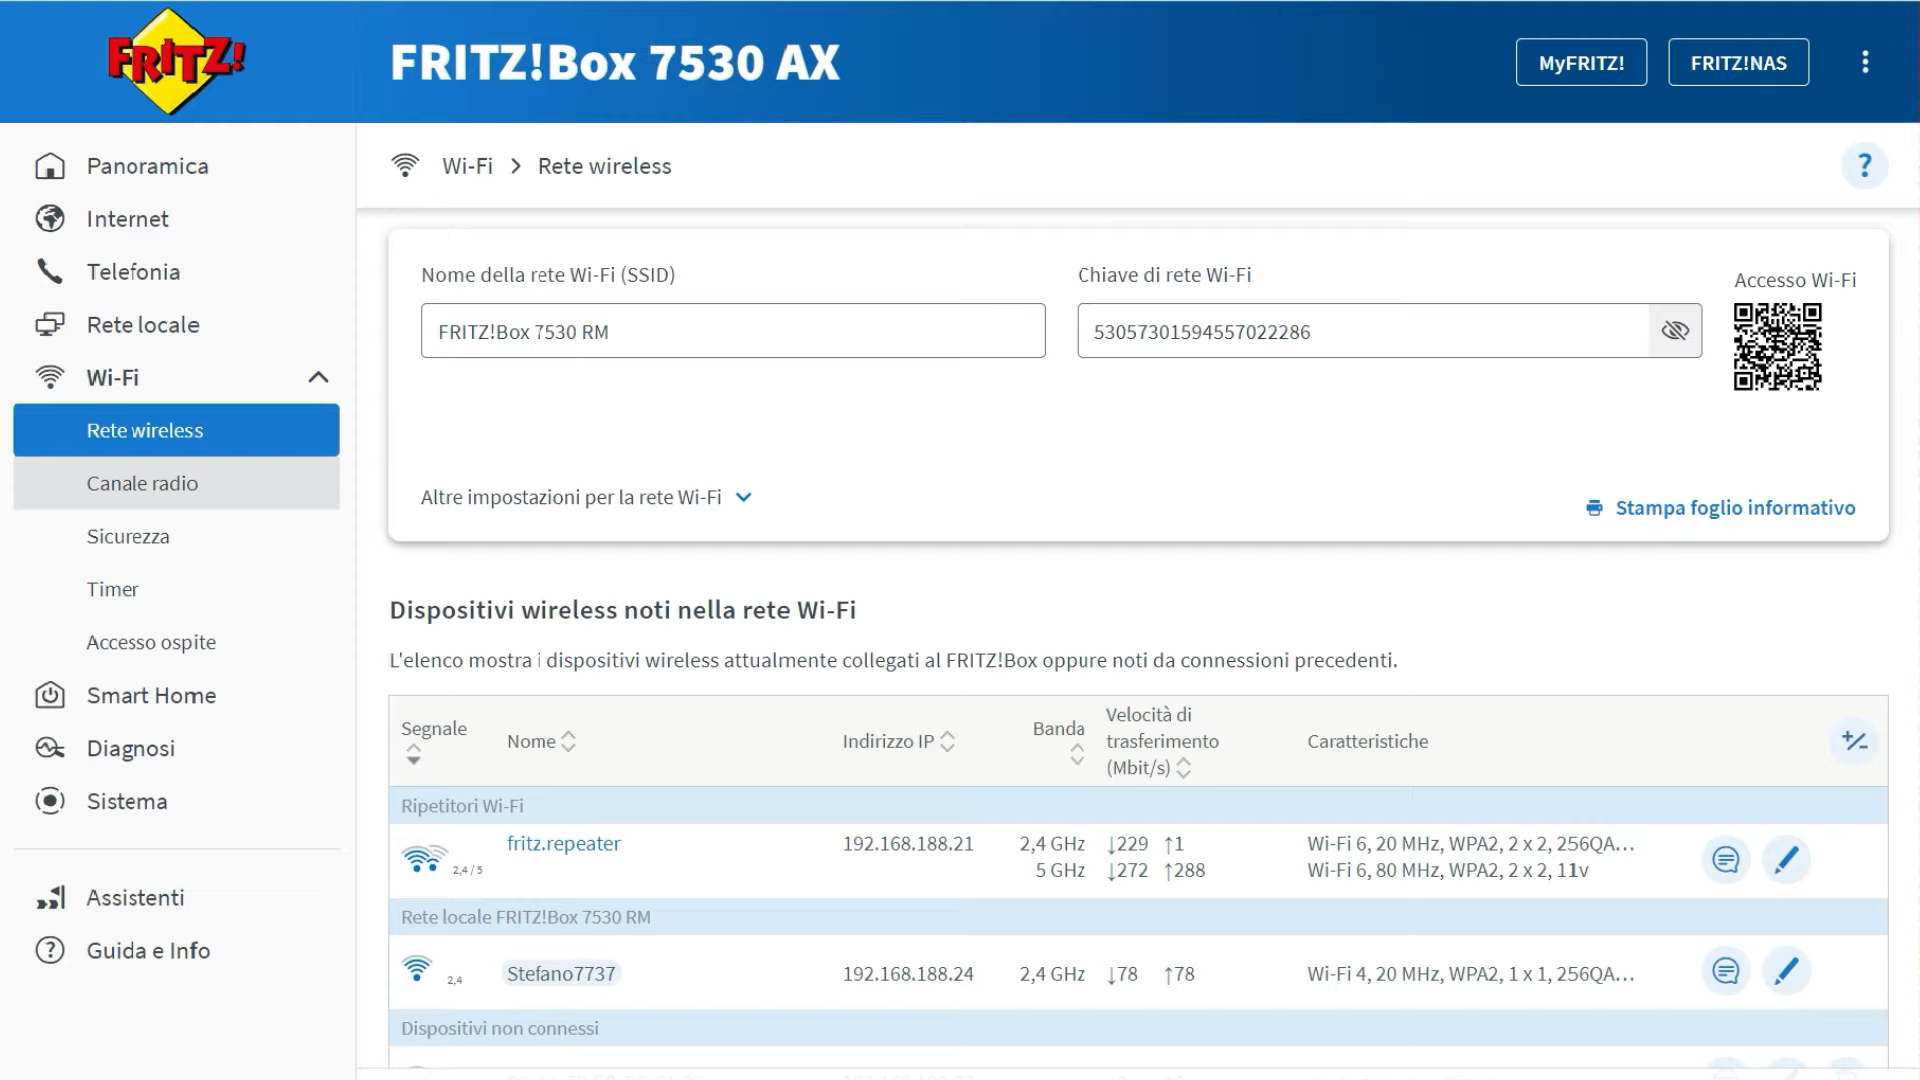 FRITZ!
FRITZ!Box 7530 AX
MyFRITZ!
FRITZ!NAS
Panoramica
Internet
Telefonia
Rete locale
Wi-Fi
Rete wireless
Canale radio
Sicurezza
Timer
Accesso ospite
Smart Home
Diagnosi
Sistema
Assistenti
Guida e Info
Wi-Fi > Rete wireless
?
Nome della rete Wi-Fi (SSID)
FRITZ!Box 7530 RM
Chiave di rete Wi-Fi
53057301594557022286
Accesso Wi-Fi
Altre impostazioni per la rete Wi-Fi
Stampa foglio informativo
Dispositivi wireless noti nella rete Wi-Fi
L'elenco mostra i dispositivi wireless attualmente collegati al FRITZ!Box oppure noti da connessioni precedenti.
Segnale
Nome
Indirizzo IP
Banda
Velocità di
trasferimento
(Mbit/s)
Caratteristiche
+/-
Ripetitori Wi-Fi
2,4 / 5
fritz.repeater
192.168.188.21
2,4 GHz ↓229 ↑1
5 GHz ↓272 ↑288
Wi-Fi 6, 20 MHz, WPA2, 2 x 2, 256QA...
Wi-Fi 6, 80 MHz, WPA2, 2 x 2, 11v
Rete locale FRITZ!Box 7530 RM
2,4
Stefano7737
192.168.188.24
2,4 GHz ↓78 ↑78
Wi-Fi 4, 20 MHz, WPA2, 1 x 1, 256QA...
Dispositivi non connessi